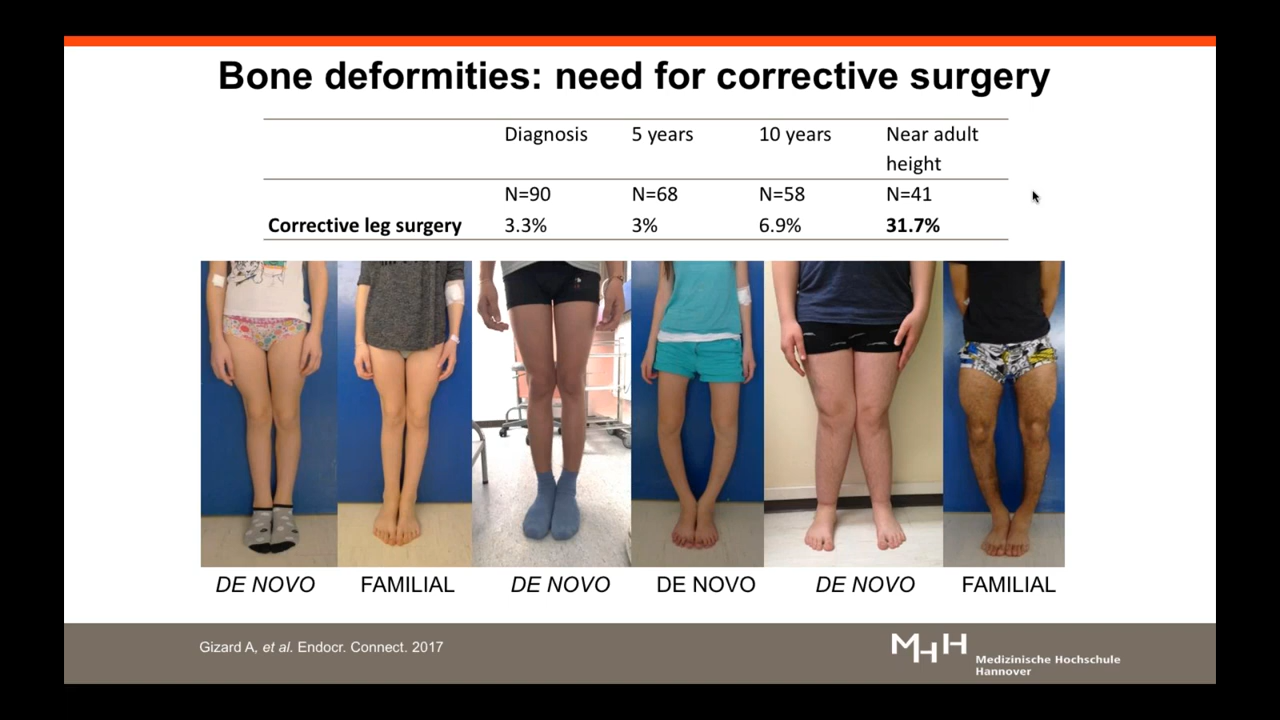 Bone deformities: need for corrective surgery
Diagnosis 5 years 10 years Near adult
height
N=90 N=68 N=58 N=41
Corrective leg surgery 3.3% 3% 6.9% 31.7%
DE NOVO FAMILIAL DE NOVO DE NOVO DE NOVO FAMILIAL
Gizard A, et al. Endocr. Connect. 2017
MHH
Medizinische Hochschule
Hannover